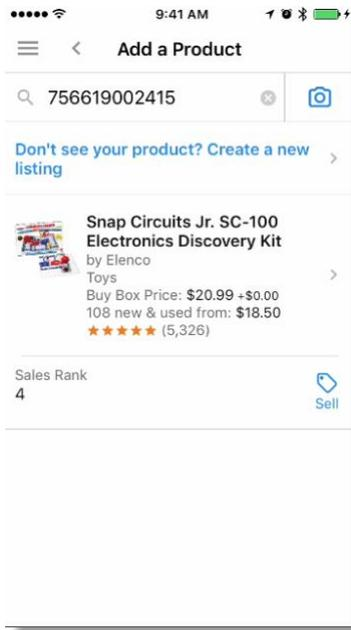 9:41 AM
Add a Product
756619002415
Don't see your product? Create a new
listing
Snap Circuits Jr. SC-100
Electronics Discovery Kit
by Elenco
Toys
Buy Box Price: $20.99 +$0.00
108 new & used from: $18.50
(5,326)
Sales Rank
4
Sell